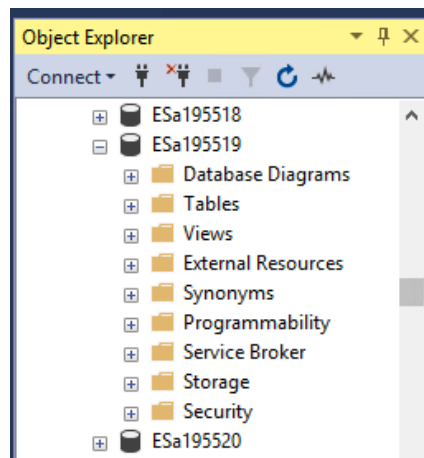 Object Explorer
Connect
ESa195518
ESa195519
Database Diagrams
Tables
Views
External Resources
Synonyms
Programmability
Service Broker
Storage
Security
ESa195520